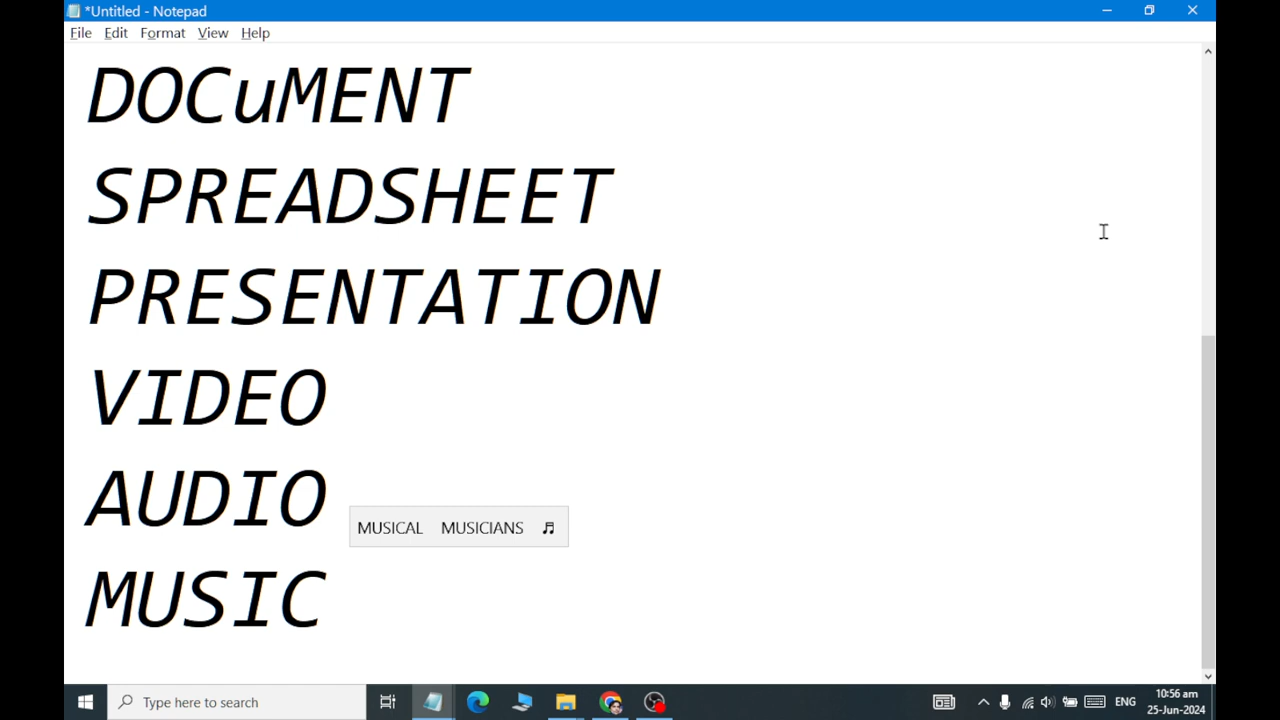 *Untitled - Notepad
File Edit Format View Help
DOCuMENT
SPREADSHEET
PRESENTATION
VIDEO
AUDIO
MUSICAL MUSICIANS ♬
MUSIC
Type here to search
ENG
10:56 am
25-Jun-2024